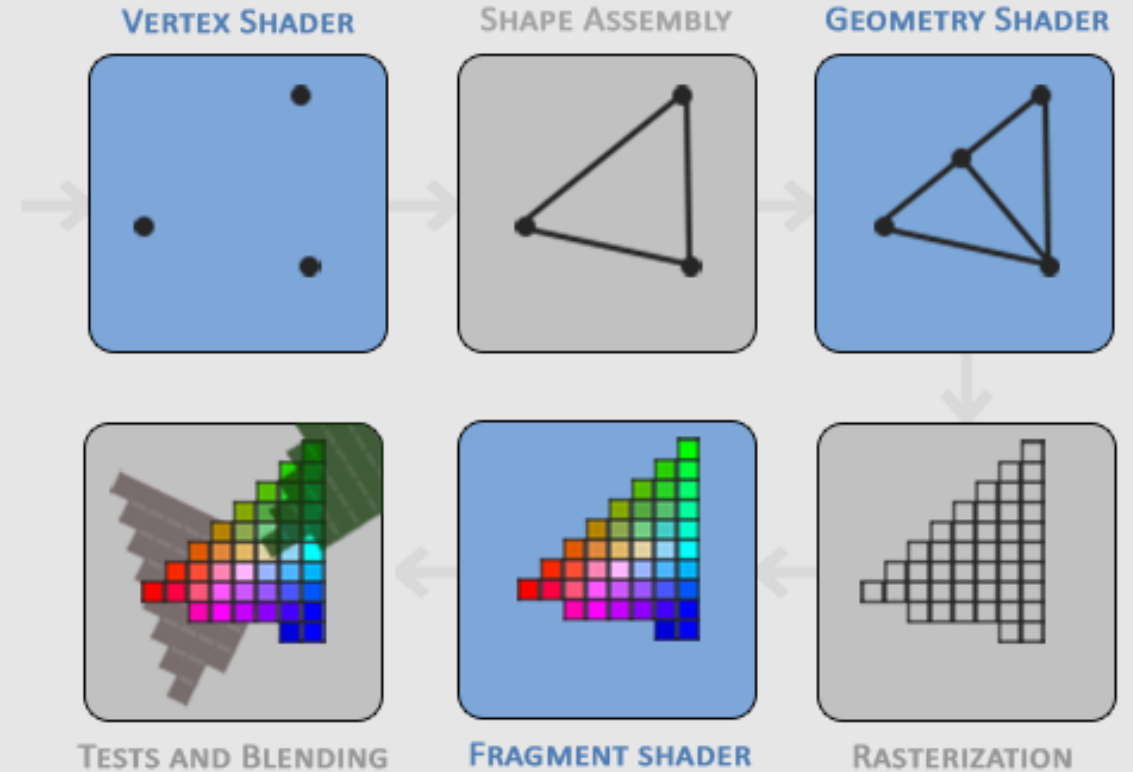 VERTEX SHADER
SHAPE ASSEMBLY
GEOMETRY SHADER
TESTS AND BLENDING
FRAGMENT SHADER
RASTERIZATION